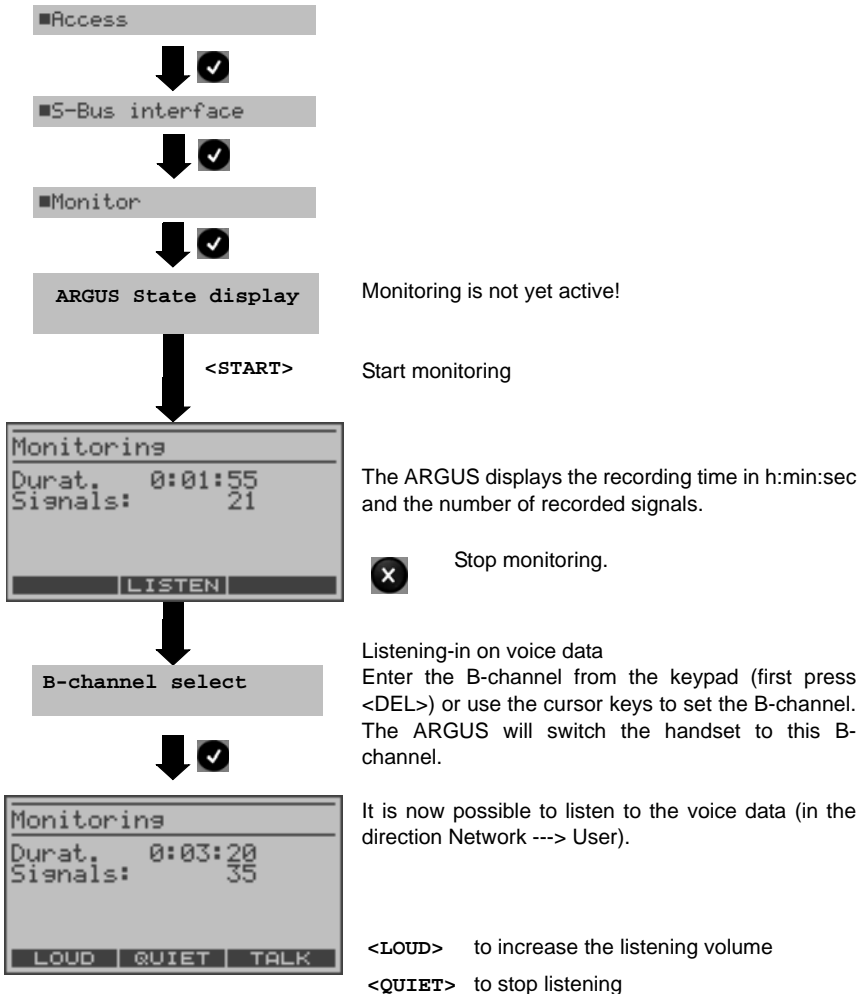 ■Access
■S-Bus interface
■Monitor
ARGUS State display
Monitoring is not yet active!
<START>
Start monitoring
Monitoring
Durat. 0:01:55
Signals: 21
LISTEN
The ARGUS displays the recording time in h:min:sec
and the number of recorded signals.
Stop monitoring.
B-channel select
Listening-in on voice data
Enter the B-channel from the keypad (first press
<DEL>) or use the cursor keys to set the B-channel.
The ARGUS will switch the handset to this B-
channel.
Monitoring
Durat. 0:03:20
Signals: 35
LOUD QUIET TALK
It is now possible to listen to the voice data (in the
direction Network ---> User).
<LOUD> to increase the listening volume
<QUIET> to stop listening